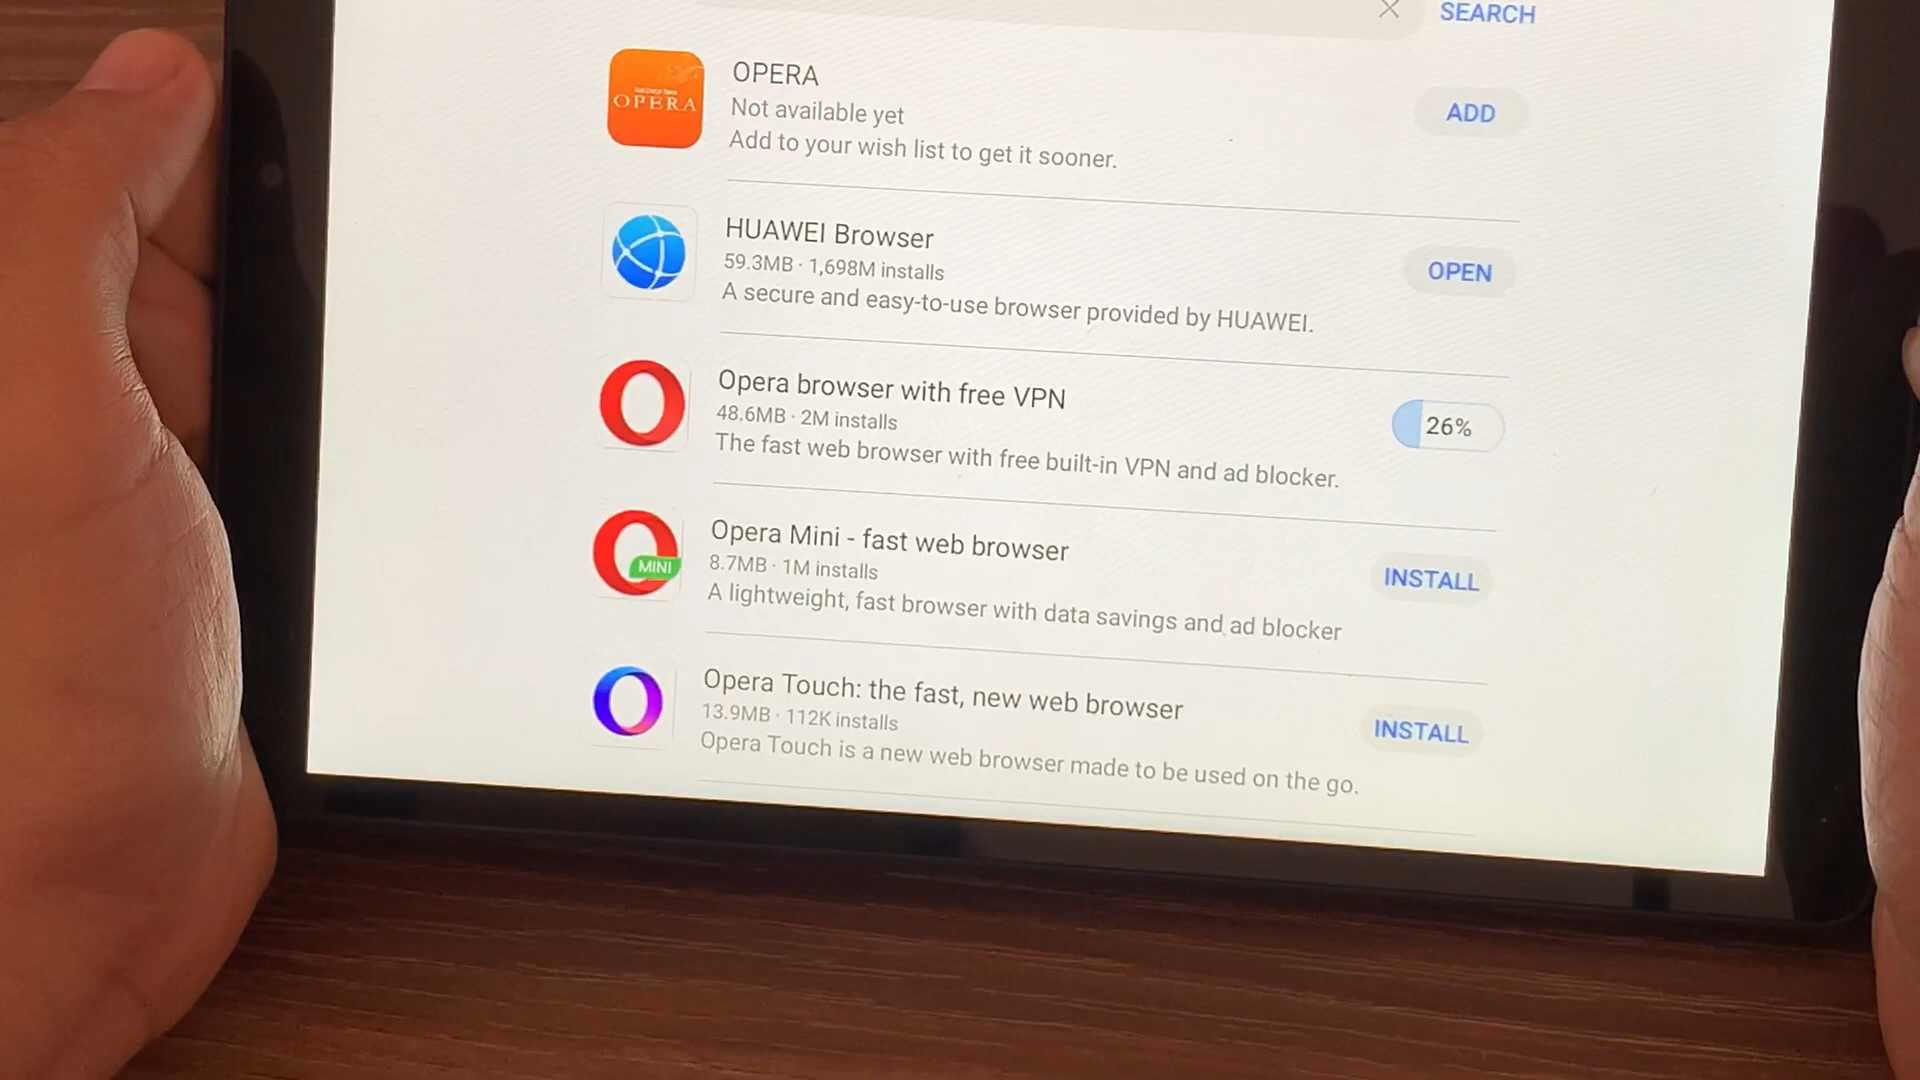 SEARCH
OPERA
OPERA
Not available yet
Add to your wish list to get it sooner.
ADD
HUAWEI Browser
59.3MB · 1,698M installs
A secure and easy-to-use browser provided by HUAWEI.
OPEN
Opera browser with free VPN
48.6MB · 2M installs
The fast web browser with free built-in VPN and ad blocker.
26%
MINI
Opera Mini - fast web browser
8.7MB · 1M installs
A lightweight, fast browser with data savings and ad blocker
INSTALL
Opera Touch: the fast, new web browser
13.9MB · 112K installs
Opera Touch is a new web browser made to be used on the go.
INSTALL